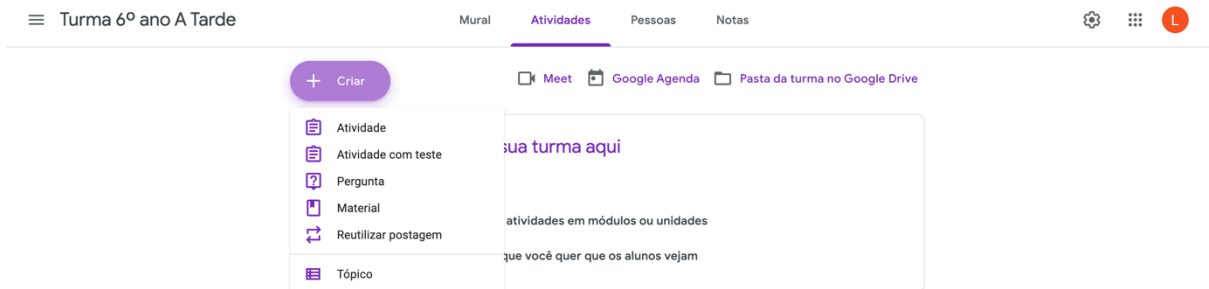 Turma 6º ano A Tarde
Mural Atividades Pessoas Notas
L
Criar
Meet Google Agenda Pasta da turma no Google Drive
Atividade
Atividade com teste
Pergunta
Material
Reutilizar postagem
Tópico
sua turma aqui
atividades em módulos ou unidades
que você quer que os alunos vejam